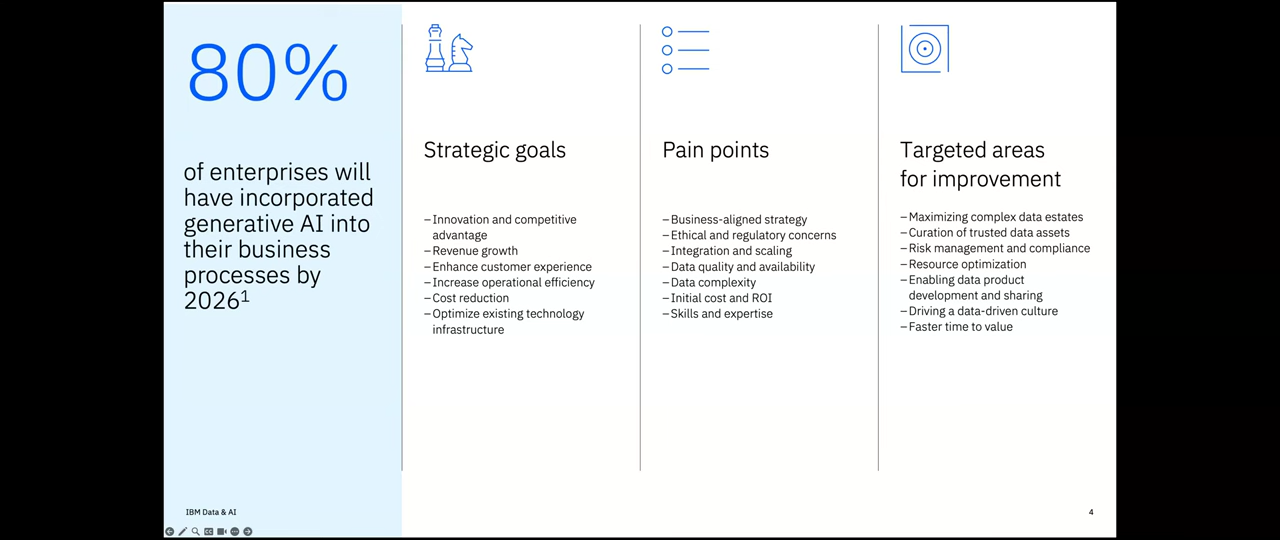 80%
of enterprises will
have incorporated
generative AI into
their business
processes by
2026¹
Strategic goals
– Innovation and competitive
advantage
– Revenue growth
– Enhance customer experience
– Increase operational efficiency
– Cost reduction
– Optimize existing technology
infrastructure
Pain points
– Business-aligned strategy
– Ethical and regulatory concerns
– Integration and scaling
– Data quality and availability
– Data complexity
– Initial cost and ROI
– Skills and expertise
Targeted areas
for improvement
– Maximizing complex data estates
– Curation of trusted data assets
– Risk management and compliance
– Resource optimization
– Enabling data product
development and sharing
– Driving a data-driven culture
– Faster time to value
IBM Data & AI
4